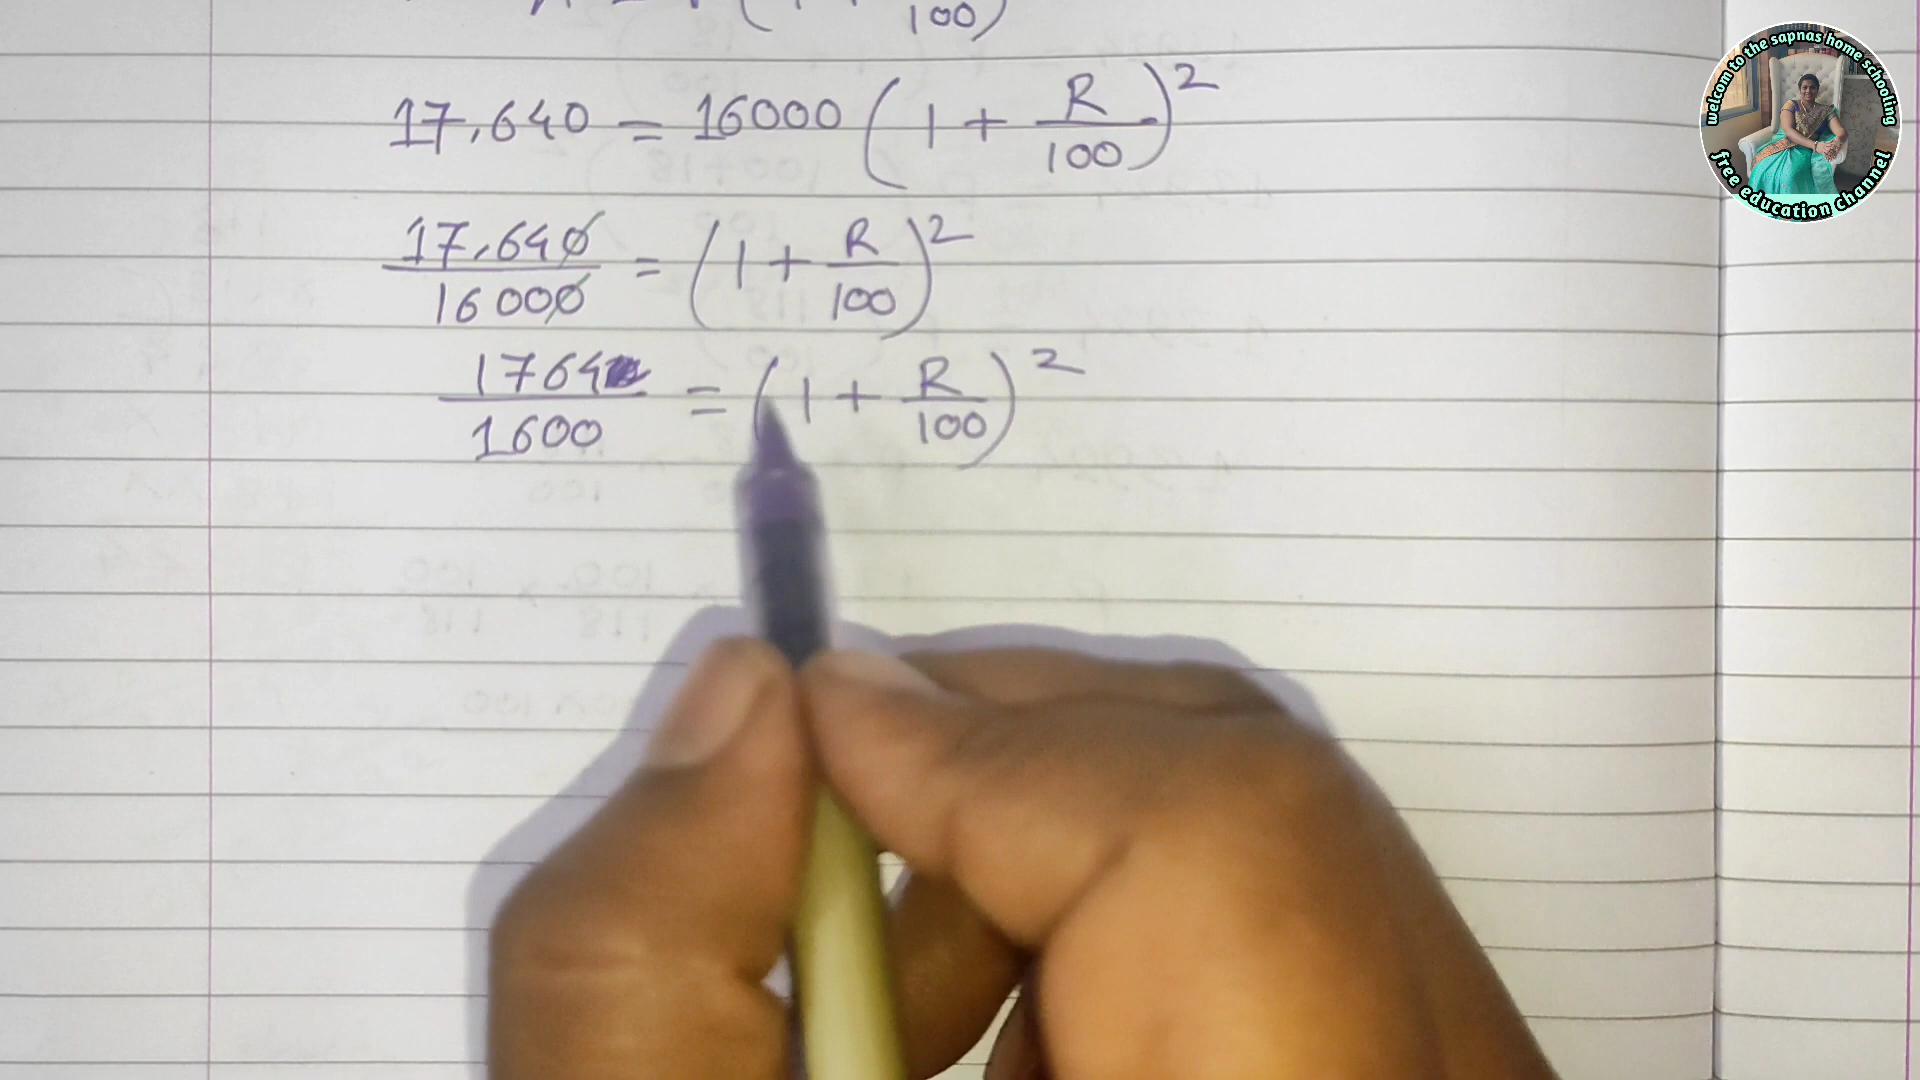 100)
17,640 = 16000 ( 1 + R/100 )²
17,640/16000 = ( 1 + R/100 )²
1764/1600 = ( 1 + R/100 )²
welcom to the sapnas home schooling
free education channel